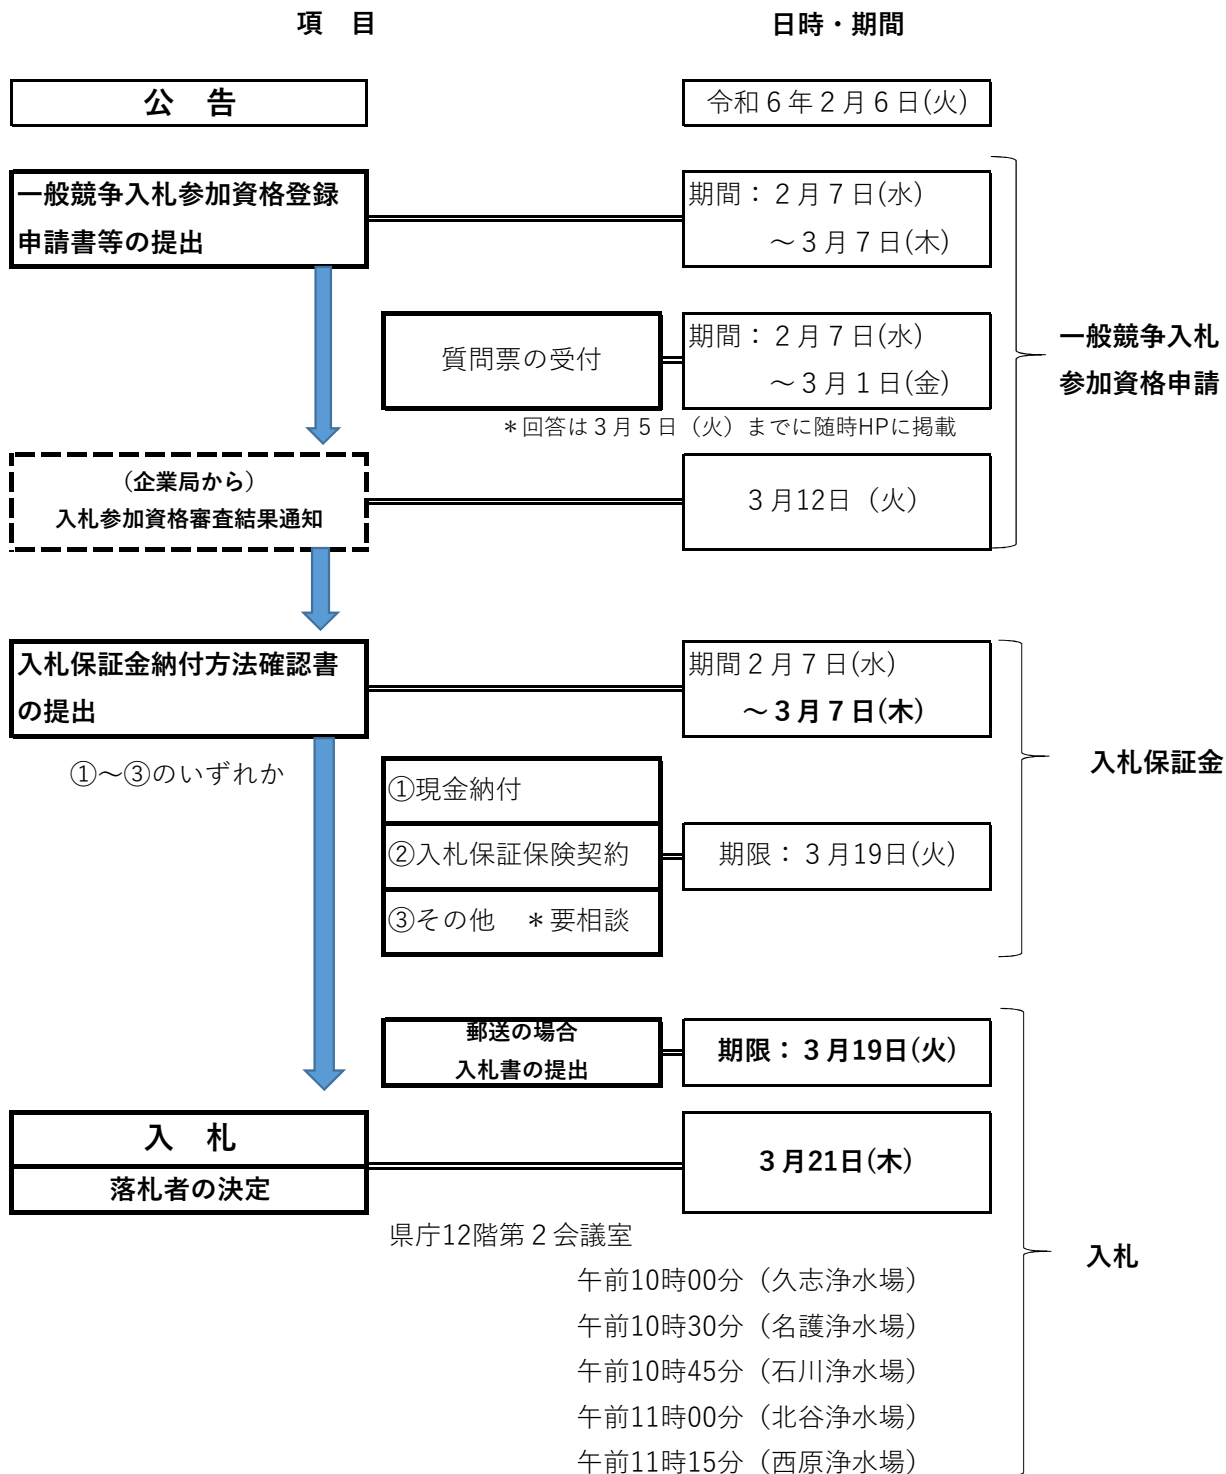 項　目
日時・期間
公　告
令和６年２月６日(火)
一般競争入札参加資格登録
申請書等の提出
期間：２月７日(水)
～３月７日(木)
質問票の受付
期間：２月７日(水)
～３月１日(金)
＊回答は３月５日（火）までに随時HPに掲載
一般競争入札
参加資格申請
（企業局から）
入札参加資格審査結果通知
３月12日（火）
入札保証金納付方法確認書
の提出
期間２月７日(水)
～３月７日(木)
①～③のいずれか
①現金納付
②入札保証保険契約
③その他　＊要相談
期限：３月19日(火)
入札保証金
郵送の場合
入札書の提出
期限：３月19日(火)
入　札
落札者の決定
３月21日(木)
県庁12階第２会議室
午前10時00分（久志浄水場）
午前10時30分（名護浄水場）
午前10時45分（石川浄水場）
午前11時00分（北谷浄水場）
午前11時15分（西原浄水場）
入札